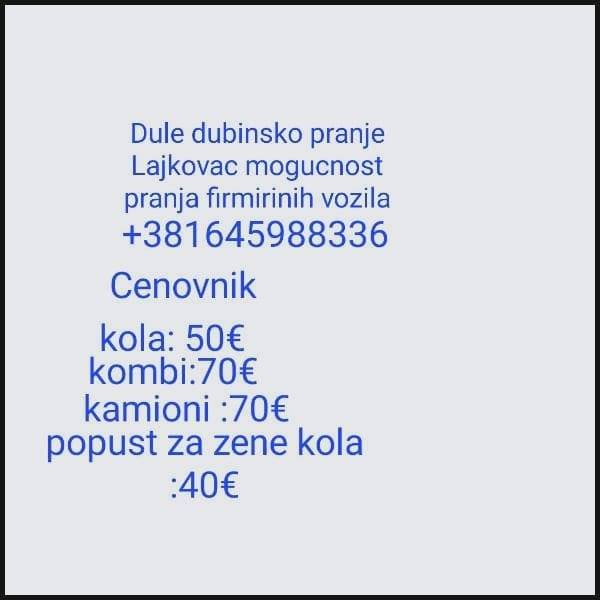 Dule dubinsko pranje
Lajkovac mogucnost
pranja firmirinih vozila
+381645988336
Cenovnik
kola: 50€
kombi:70€
kamioni :70€
popust za zene kola
:40€